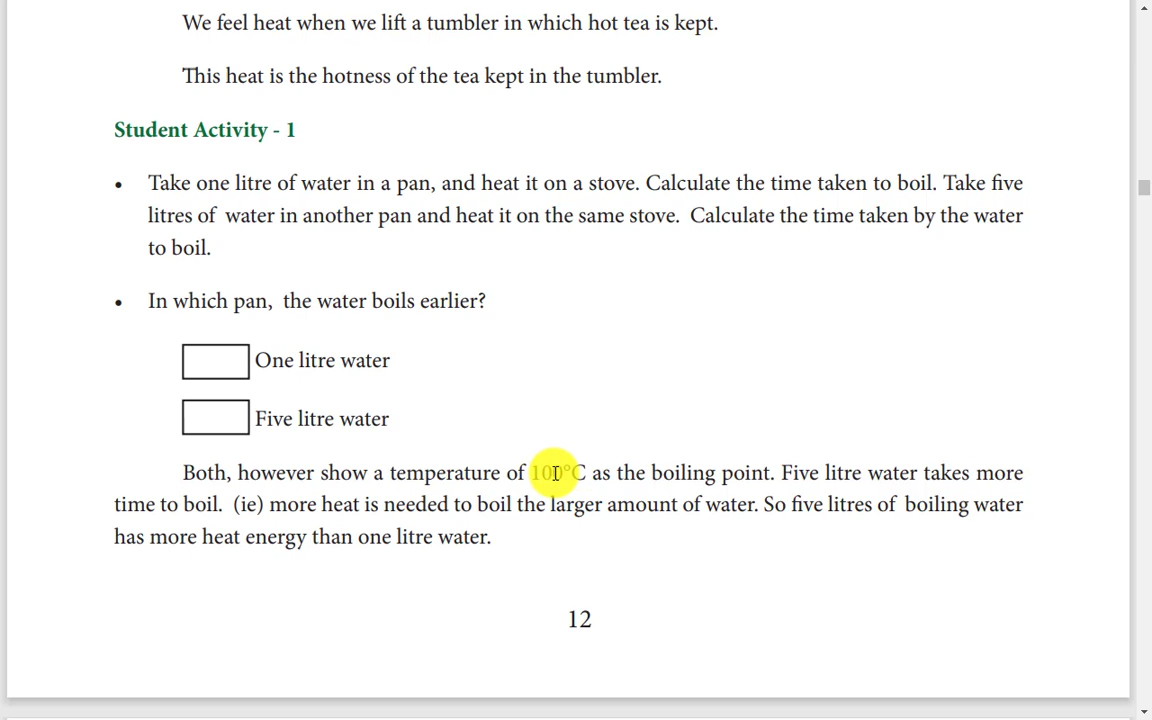 We feel heat when we lift a tumbler in which hot tea is kept.
This heat is the hotness of the tea kept in the tumbler.
Student Activity - 1
• Take one litre of water in a pan, and heat it on a stove. Calculate the time taken to boil. Take five
litres of water in another pan and heat it on the same stove. Calculate the time taken by the water
to boil.
• In which pan, the water boils earlier?
One litre water
Five litre water
Both, however show a temperature of 100°C as the boiling point. Five litre water takes more
time to boil. (ie) more heat is needed to boil the larger amount of water. So five litres of boiling water
has more heat energy than one litre water.
12